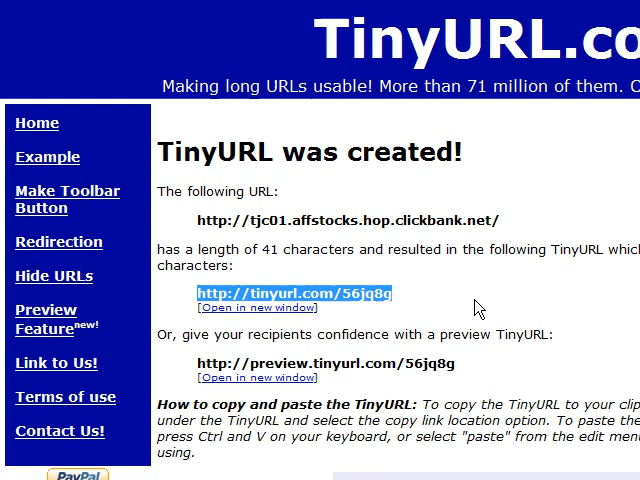 TinyURL.co
Making long URLs usable! More than 71 million of them. O
Home
Example
Make Toolbar
Button
Redirection
Hide URLs
Preview
Feature new!
Link to Us!
Terms of use
Contact Us!
PayPal
TinyURL was created!
The following URL:
http://tjc01.affstocks.hop.clickbank.net/
has a length of 41 characters and resulted in the following TinyURL which
characters:
http://tinyurl.com/56jq8g
[Open in new window]
Or, give your recipients confidence with a preview TinyURL:
http://preview.tinyurl.com/56jq8g
[Open in new window]
How to copy and paste the TinyURL: To copy the TinyURL to your clip
under the TinyURL and select the copy link location option. To paste the
press Ctrl and V on your keyboard, or select "paste" from the edit menu
using.